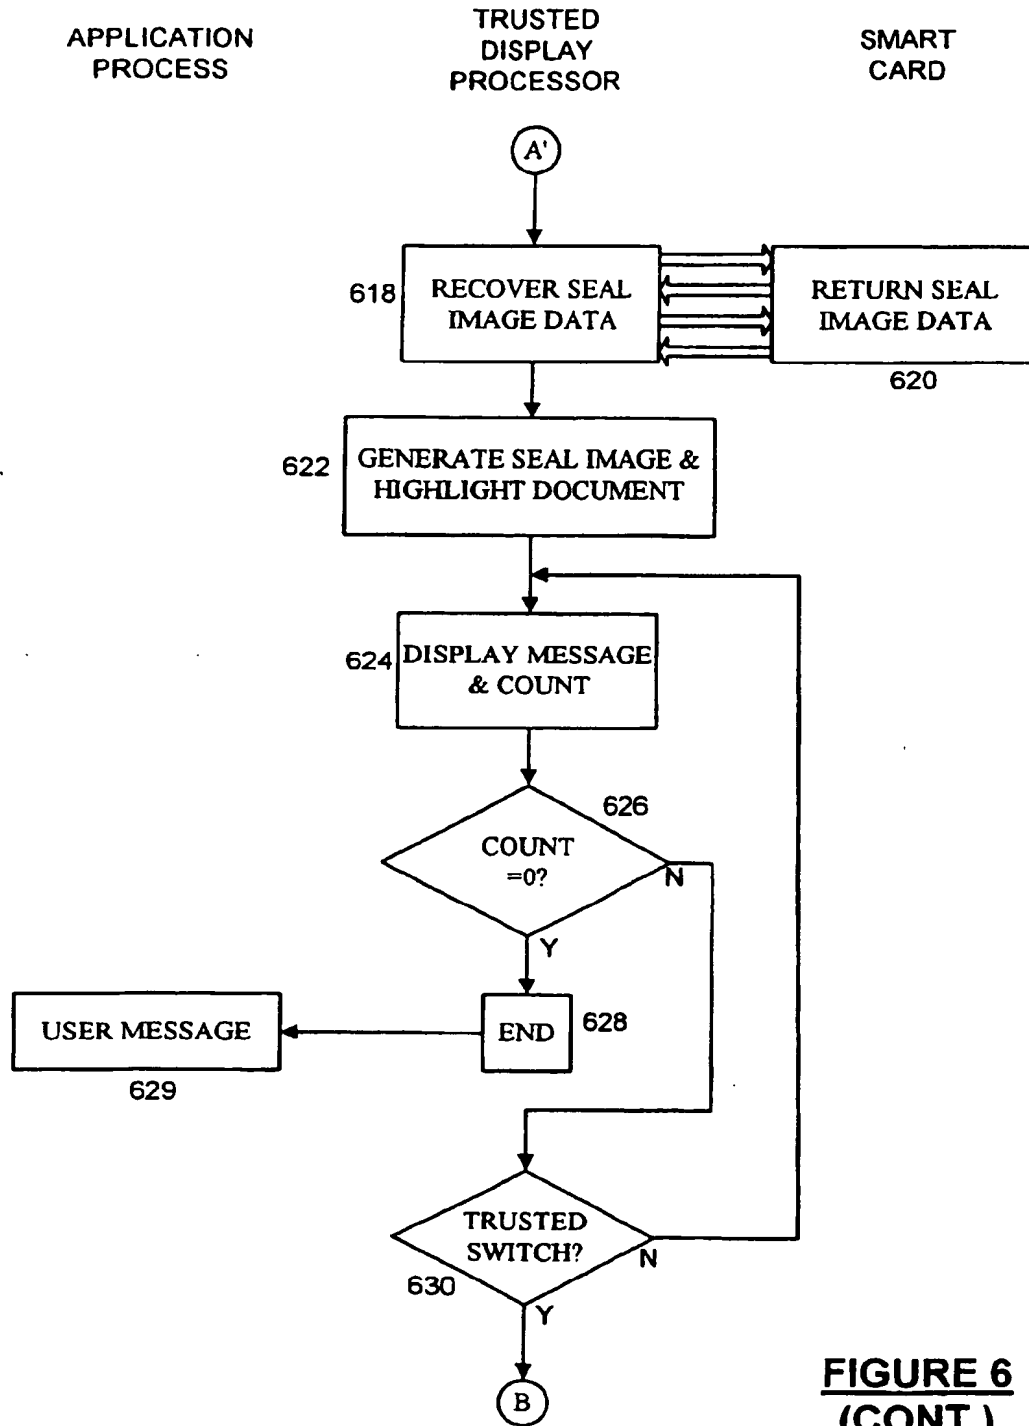 APPLICATION
PROCESS
TRUSTED
DISPLAY
PROCESSOR
SMART
CARD
A'
618
RECOVER SEAL
IMAGE DATA
RETURN SEAL
IMAGE DATA
620
622
GENERATE SEAL IMAGE &
HIGHLIGHT DOCUMENT
624
DISPLAY MESSAGE
& COUNT
626
COUNT
=0?
N
Y
USER MESSAGE
629
END
628
TRUSTED
SWITCH?
N
630
Y
B
FIGURE 6
(CONT.)